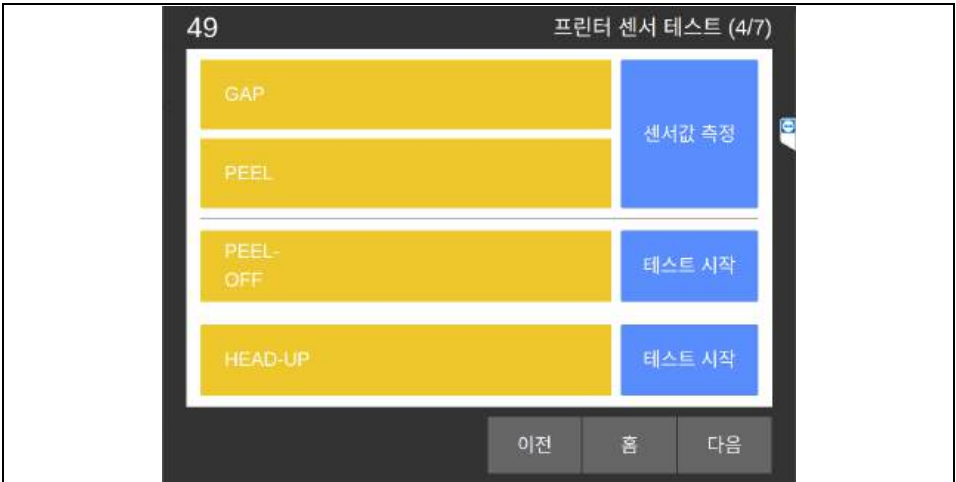 49
프린터 센서 테스트 (4/7)
GAP
센서값 측정
PEEL
PEEL-
OFF
테스트 시작
HEAD-UP
테스트 시작
이전
홈
다음